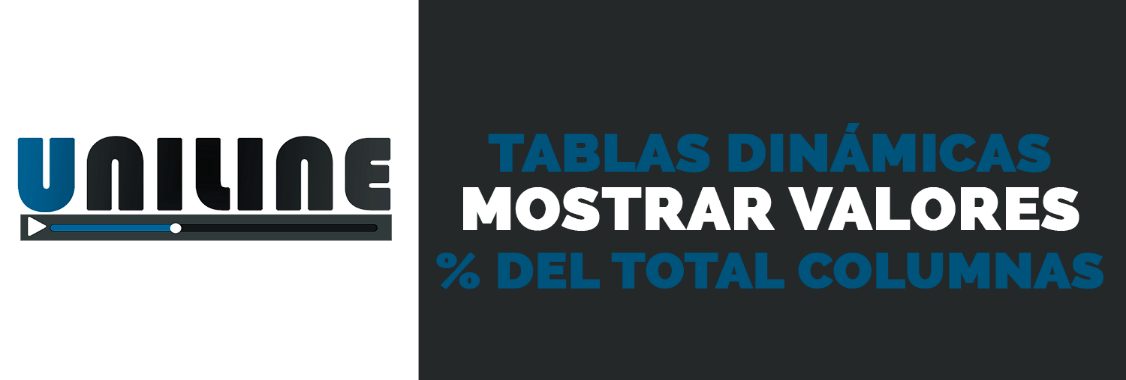 UNILINE
TABLAS DINÁMICAS
MOSTRAR VALORES
% DEL TOTAL COLUMNAS